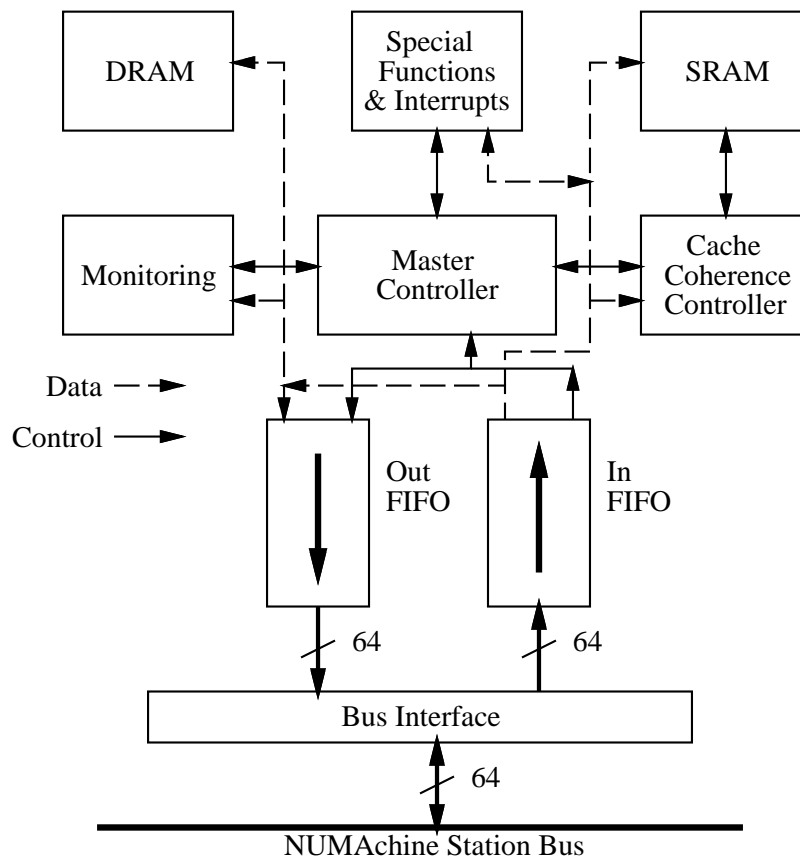 DRAM
Special
Functions
& Interrupts
SRAM
Monitoring
Master
Controller
Cache
Coherence
Controller
Data
Control
Out
FIFO
In
FIFO
64
64
Bus Interface
64
NUMAchine Station Bus